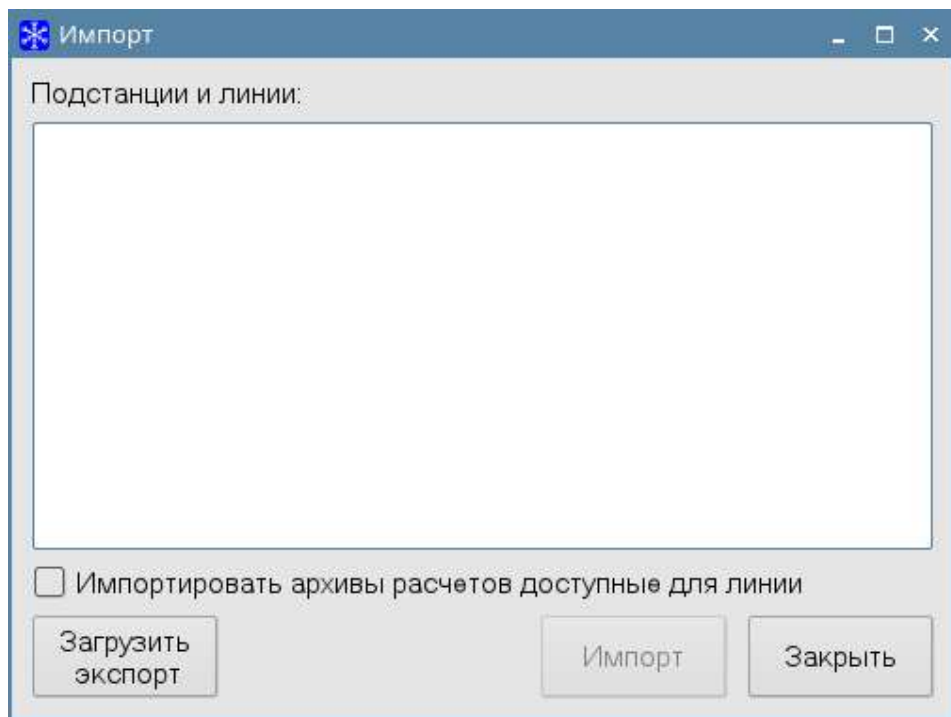 Импорт
Подстанции и линии:
Импортировать архивы расчетов доступные для линии
Загрузить
экспорт
Импорт
Закрыть